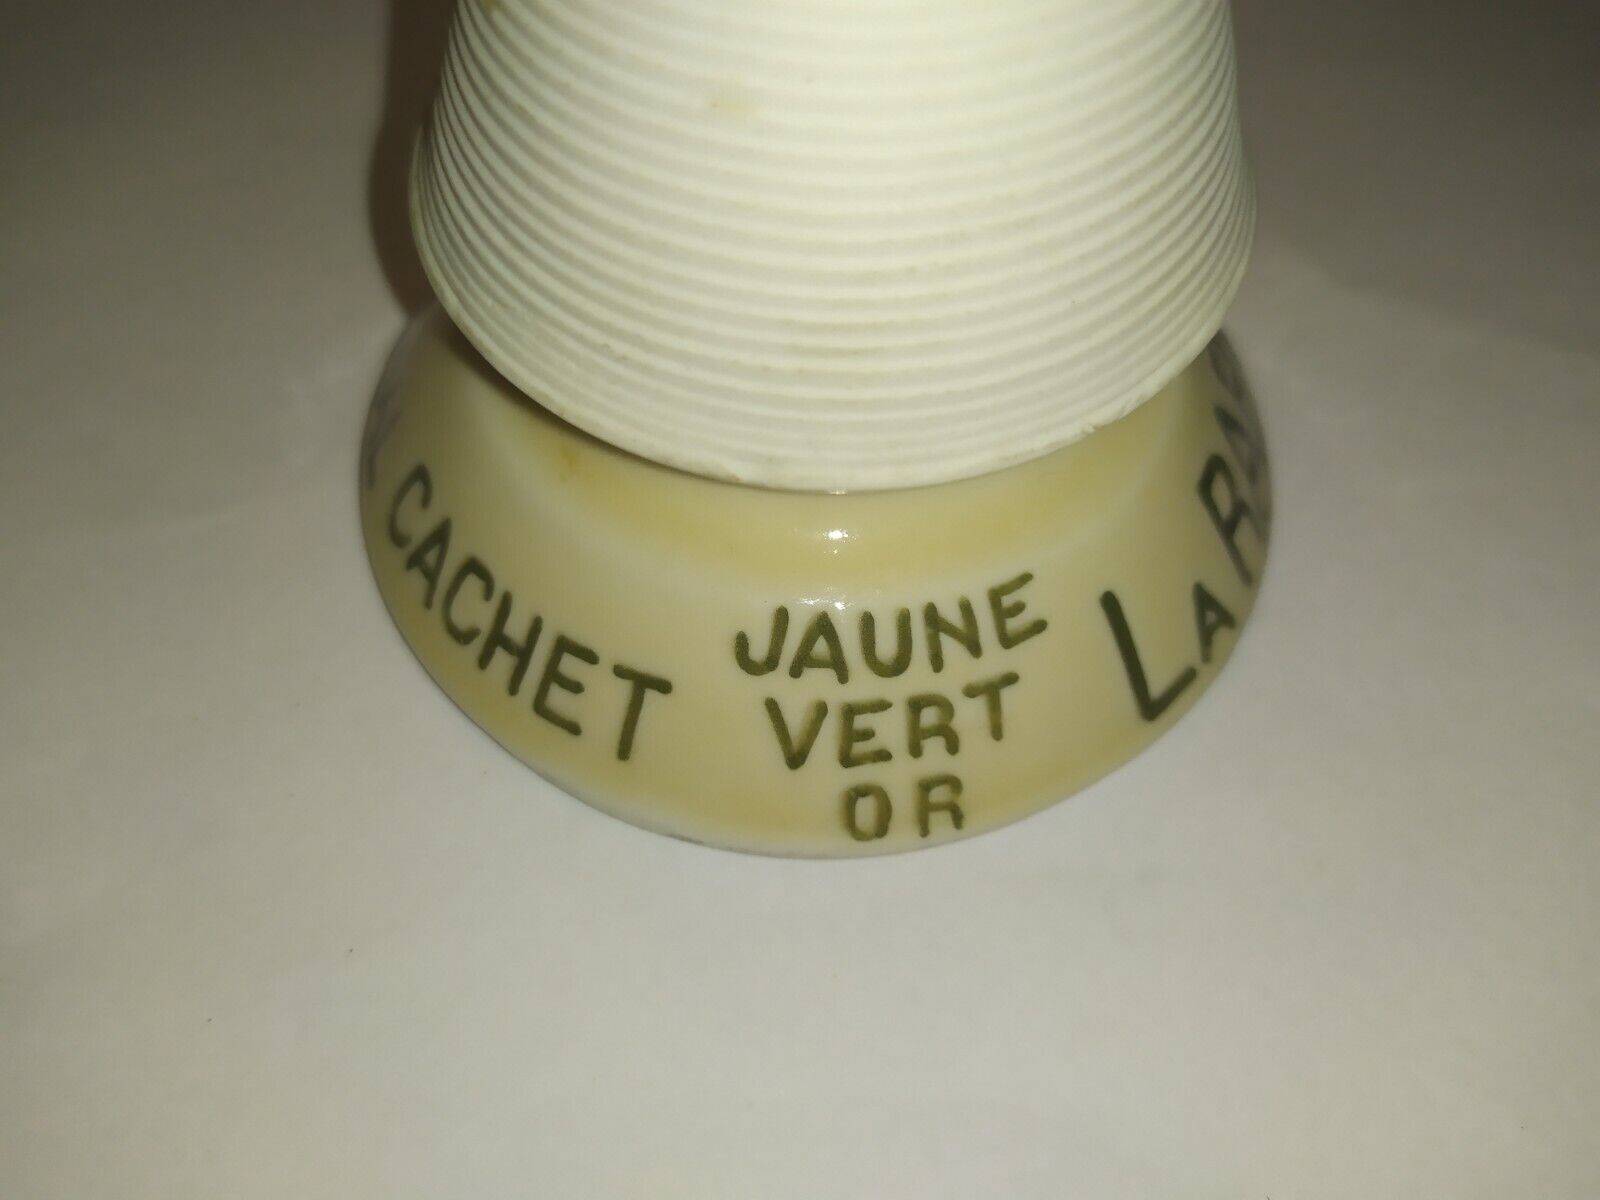 CACHET
JAUNE
VERT
OR
LA